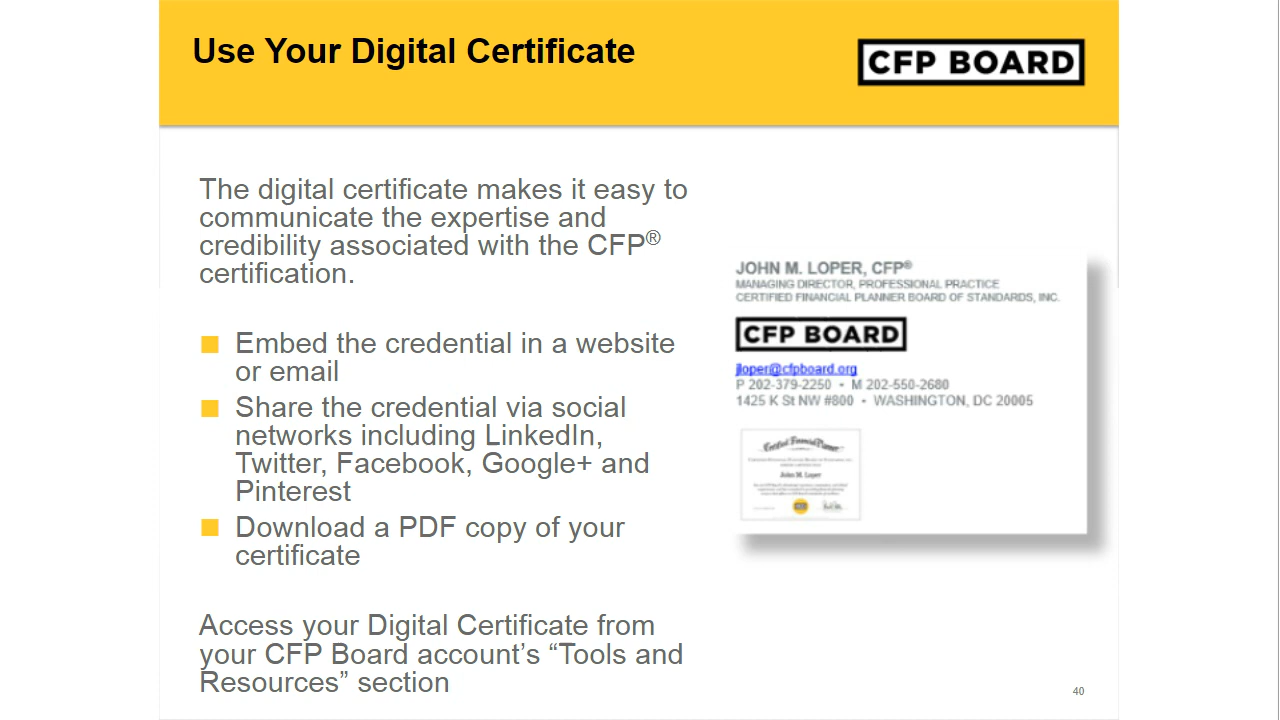 Use Your Digital Certificate
CFP BOARD
The digital certificate makes it easy to
communicate the expertise and
credibility associated with the CFP®
certification.
Embed the credential in a website
or email
Share the credential via social
networks including LinkedIn,
Twitter, Facebook, Google+ and
Pinterest
Download a PDF copy of your
certificate
Access your Digital Certificate from
your CFP Board account’s “Tools and
Resources” section
JOHN M. LOPER, CFP®
MANAGING DIRECTOR, PROFESSIONAL PRACTICE
CERTIFIED FINANCIAL PLANNER BOARD OF STANDARDS, INC.
CFP BOARD
jloper@cfpboard.org
P 202-379-2250 • M 202-550-2680
1425 K St NW #800 • WASHINGTON, DC 20005
Certified Financial Planner
John M. Loper
40